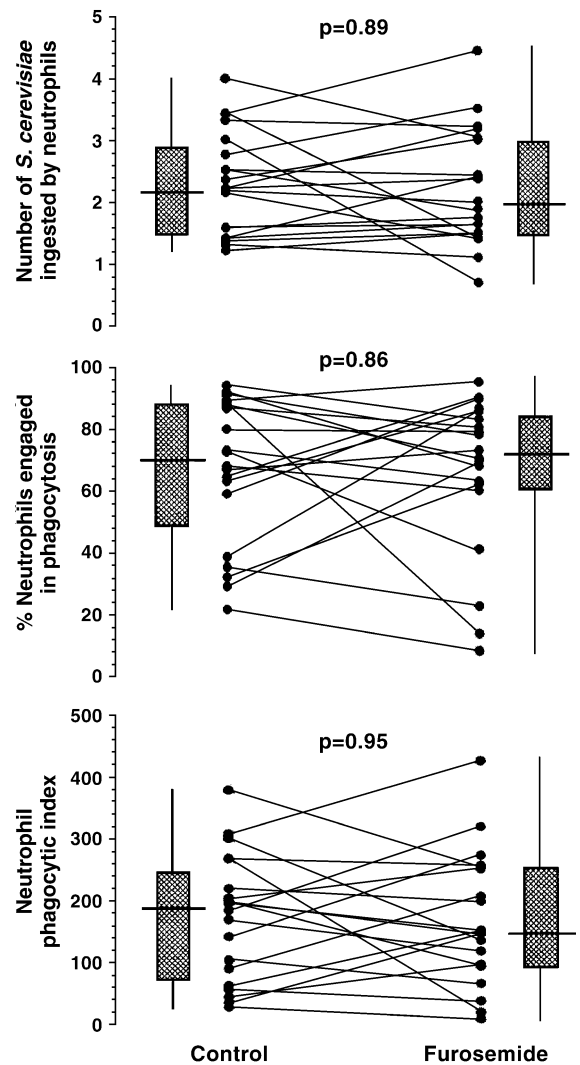 p=0.89
Number of S. cerevisiae
ingested by neutrophils
5
4
3
2
1
0
p=0.86
% Neutrophils engaged
in phagocytosis
100
80
60
40
20
0
p=0.95
Neutrophil
phagocytic index
500
400
300
200
100
0
Control
Furosemide